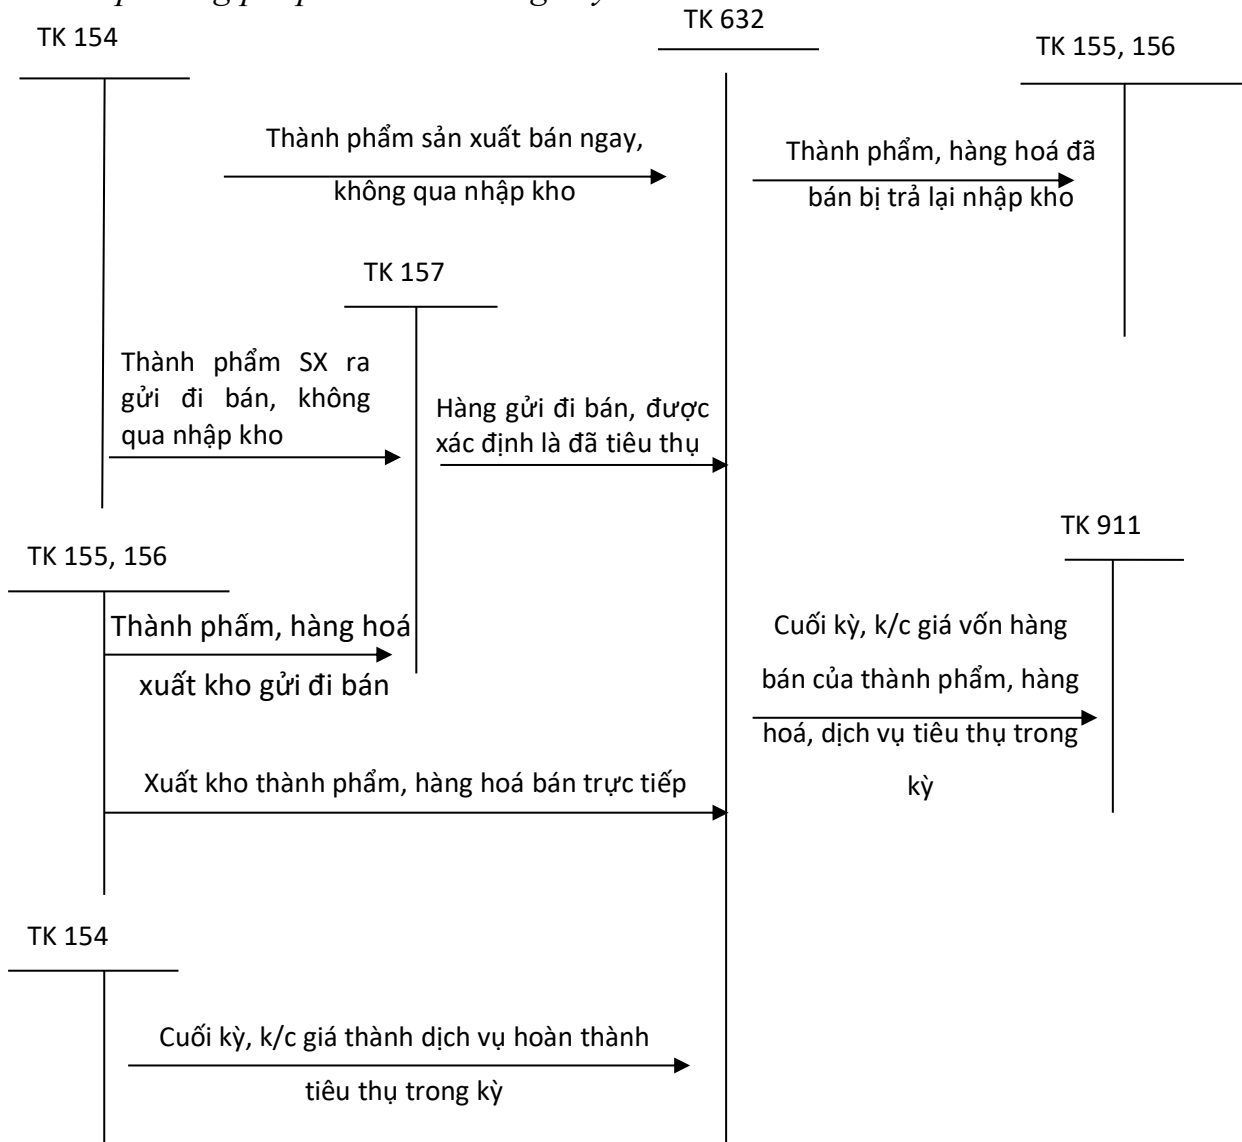 TK 154
TK 632
TK 155, 156
Thành phẩm sản xuất bán ngay,
không qua nhập kho
Thành phẩm, hàng hoá đã
bán bị trả lại nhập kho
TK 157
Thành phẩm SX ra
gửi đi bán, không
qua nhập kho
Hàng gửi đi bán, được
xác định là đã tiêu thụ
TK 911
TK 155, 156
Thành phẩm, hàng hoá
xuất kho gửi đi bán
Cuối kỳ, k/c giá vốn hàng
bán của thành phẩm, hàng
hoá, dịch vụ tiêu thụ trong
kỳ
Xuất kho thành phẩm, hàng hoá bán trực tiếp
TK 154
Cuối kỳ, k/c giá thành dịch vụ hoàn thành
tiêu thụ trong kỳ